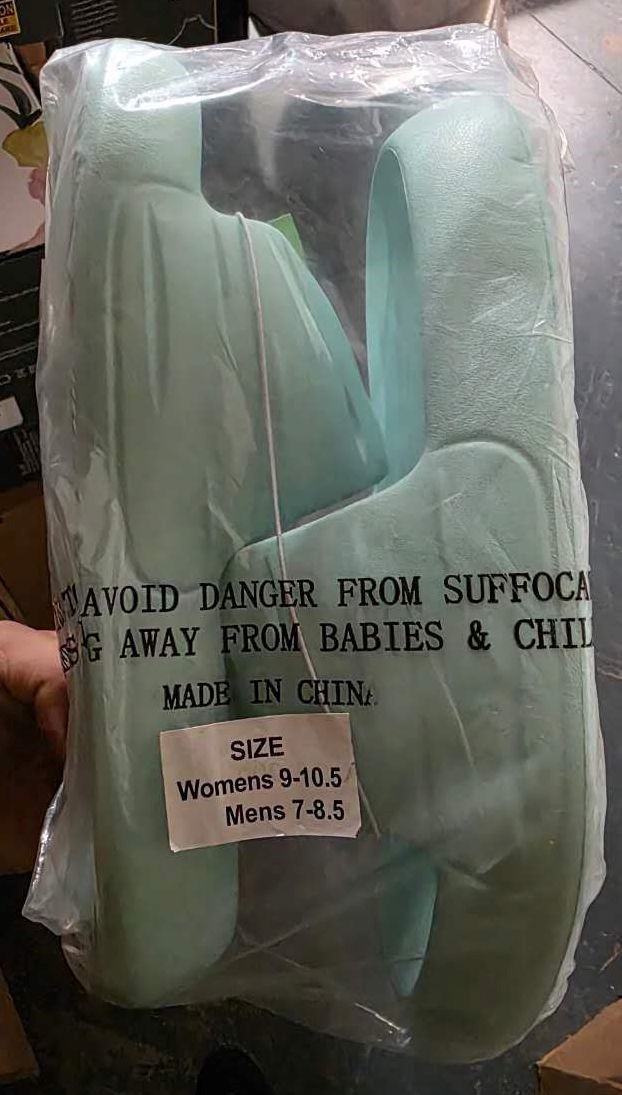 AVOID DANGER FROM SUFFOCA
G AWAY FROM BABIES & CHIL
MADE IN CHINA
SIZE
Womens 9-10.5
Mens 7-8.5